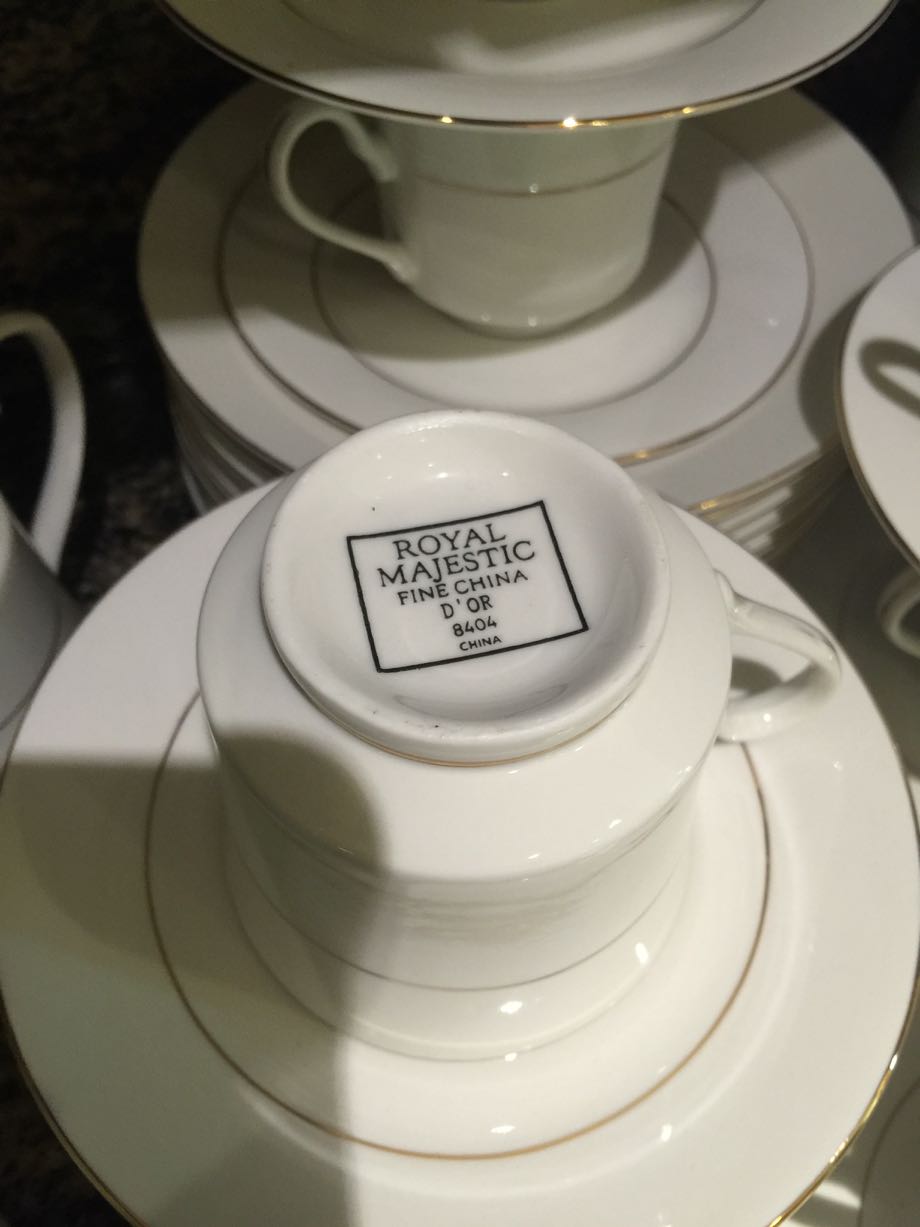 ROYAL
MAJESTIC
FINE CHINA
D'OR
8404
CHINA